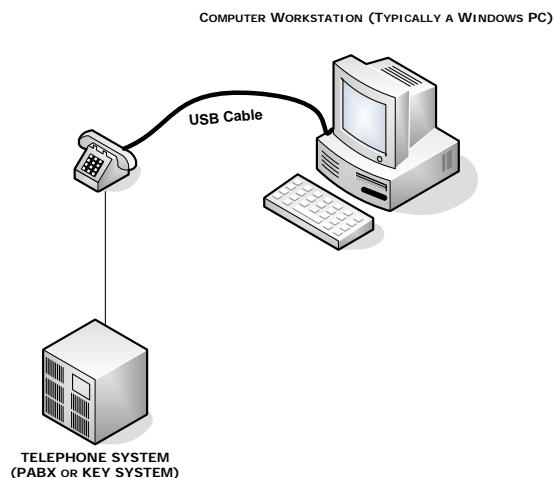 COMPUTER WORKSTATION (TYPICALLY A WINDOWS PC)
USB Cable
TELEPHONE SYSTEM
(PABX OR KEY SYSTEM)